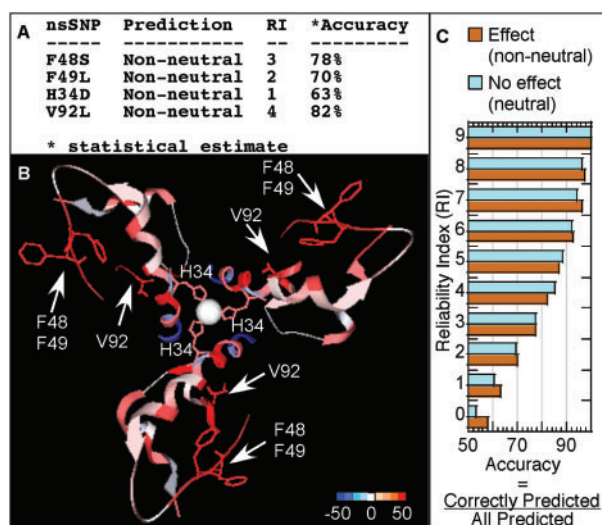 A
nsSNP Prediction RI *Accuracy
F48S Non-neutral 3 78%
F49L Non-neutral 2 70%
H34D Non-neutral 1 63%
V92L Non-neutral 4 82%
* statistical estimate
B
F48
F49
V92
H34
F48
F49
V92
H34
H34
V92
F48
F49
-50 0 50
C
Effect
(non-neutral)
No effect
(neutral)
Reliability Index (RI)
9
8
7
6
5
4
3
2
1
0
50 70 90
Accuracy
=
Correctly Predicted
All Predicted